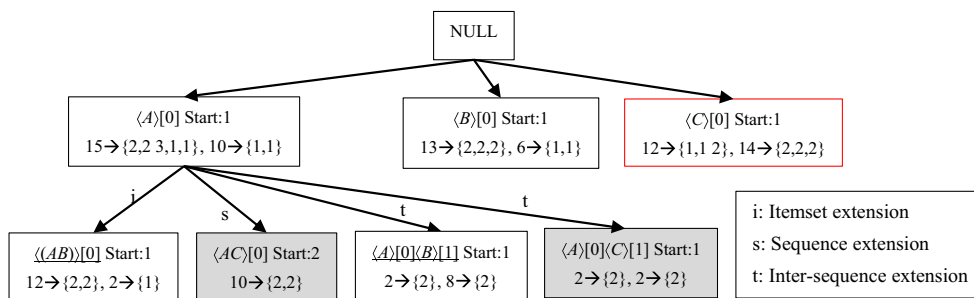 NULL
⟨A⟩[0] Start:1
15→{2,2 3,1,1}, 10→{1,1}
⟨B⟩[0] Start:1
13→{2,2,2}, 6→{1,1}
⟨C⟩[0] Start:1
12→{1,1 2}, 14→{2,2,2}
i
s
t
t
⟨(AB)⟩[0] Start:1
12→{2,2}, 2→{1}
⟨AC⟩[0] Start:2
10→{2,2}
⟨A⟩[0]⟨B⟩[1] Start:1
2→{2}, 8→{2}
⟨A⟩[0]⟨C⟩[1] Start:1
2→{2}, 2→{2}
i: Itemset extension
s: Sequence extension
t: Inter-sequence extension